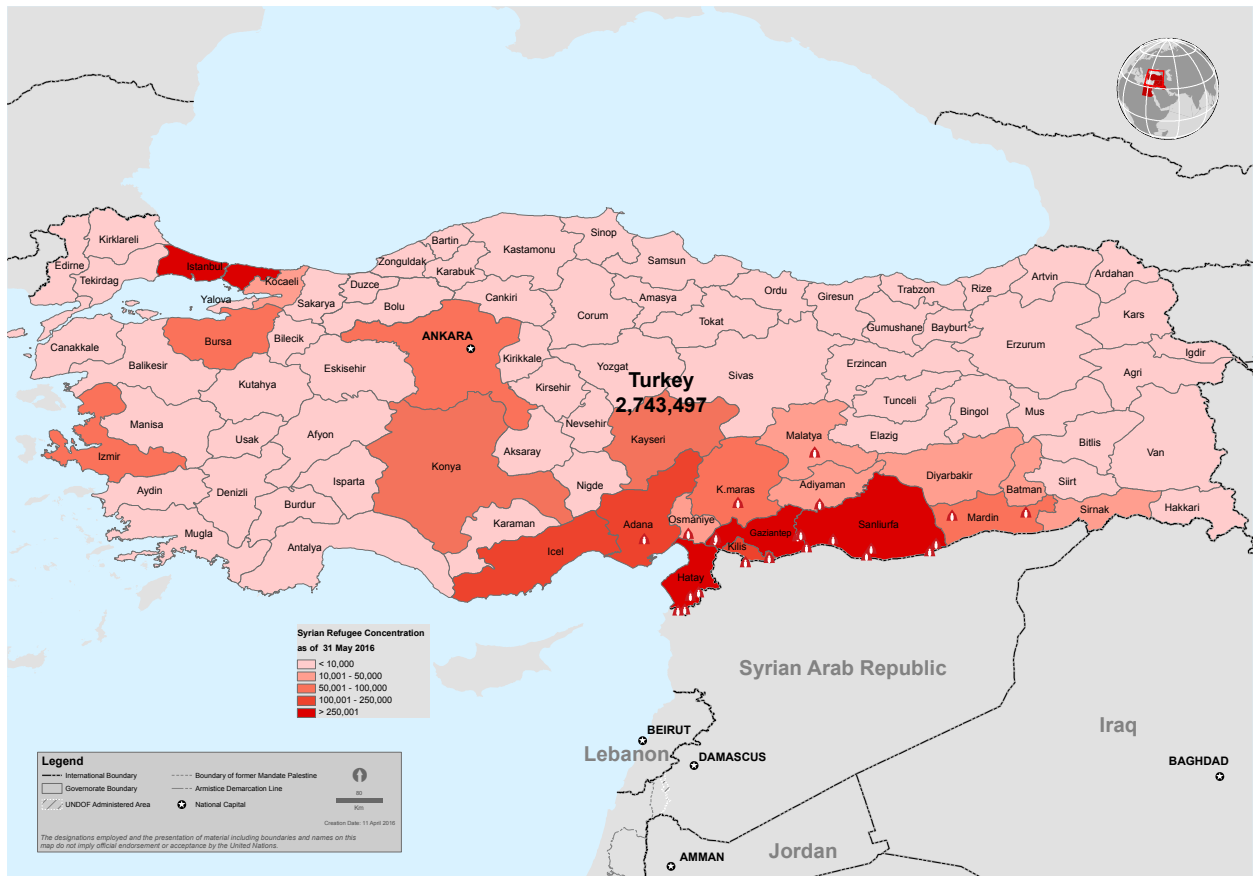 Kirklareli
Edirne
Tekirdag
Istanbul
Kocaeli
Yalova
Sakarya
Duzce
Bolu
Zonguldak
Bartin
Karabuk
Kastamonu
Cankiri
Sinop
Samsun
Corum
Amasya
Tokat
Ordu
Giresun
Trabzon
Gumushane
Bayburt
Rize
Artvin
Ardahan
Kars
Igdir
Agri
Erzurum
Erzincan
Canakkale
Balikesir
Bursa
Bilecik
Kutahya
Eskisehir
ANKARA
Kirikkale
Kirsehir
Yozgat
Sivas
Turkey
2,743,497
Tunceli
Bingol
Mus
Bitlis
Van
Elazig
Malatya
Manisa
Izmir
Usak
Afyon
Konya
Aksaray
Nevsehir
Kayseri
Nigde
Aydin
Denizli
Burdur
Isparta
Mugla
Antalya
Karaman
Icel
Adana
Osmaniye
K.maras
Adiyaman
Diyarbakir
Batman
Siirt
Sirnak
Hakkari
Mardin
Sanliurfa
Gaziantep
Kilis
Hatay
Syrian Refugee Concentration
as of 31 May 2016
< 10,000
10,001 - 50,000
50,001 - 100,000
100,001 - 250,000
> 250,001
Syrian Arab Republic
Iraq
BAGHDAD
BEIRUT
Lebanon
DAMASCUS
AMMAN
Jordan
Legend
International Boundary
Governorate Boundary
UNDOF Administered Area
Boundary of former Mandate Palestine
Armistice Demarcation Line
National Capital
80
Km
Creation Date: 11 April 2016
The designations employed and the presentation of material including boundaries and names on this
map do not imply official endorsement or acceptance by the United Nations.